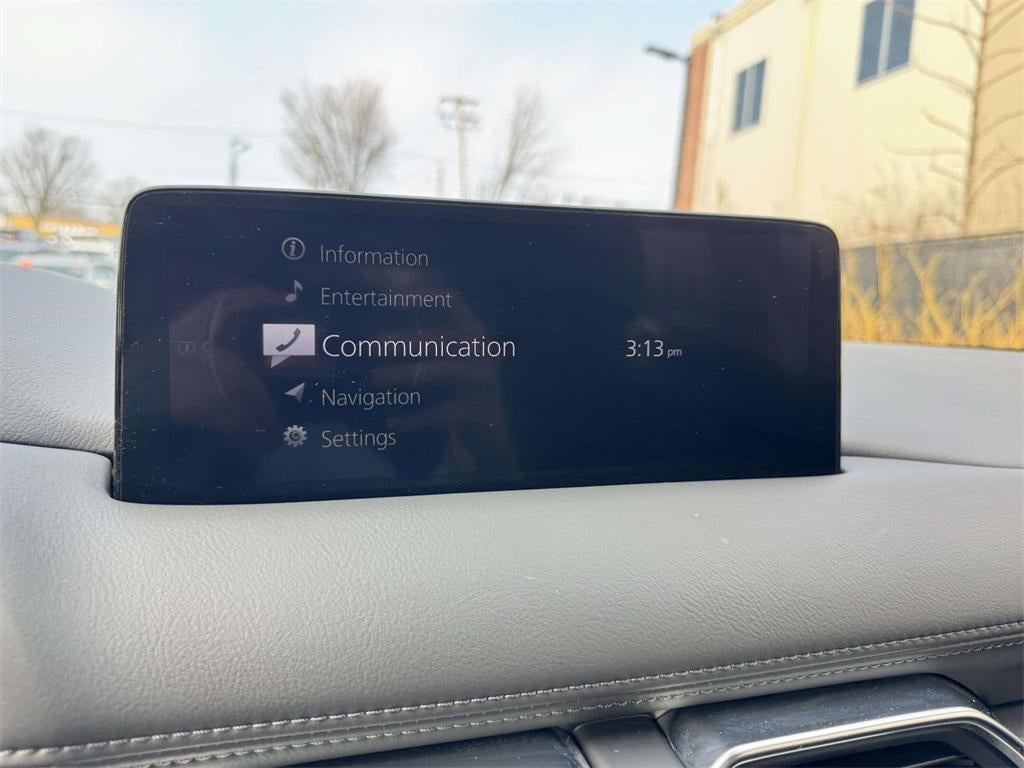 Information
Entertainment
Communication
3:13 pm
Navigation
Settings